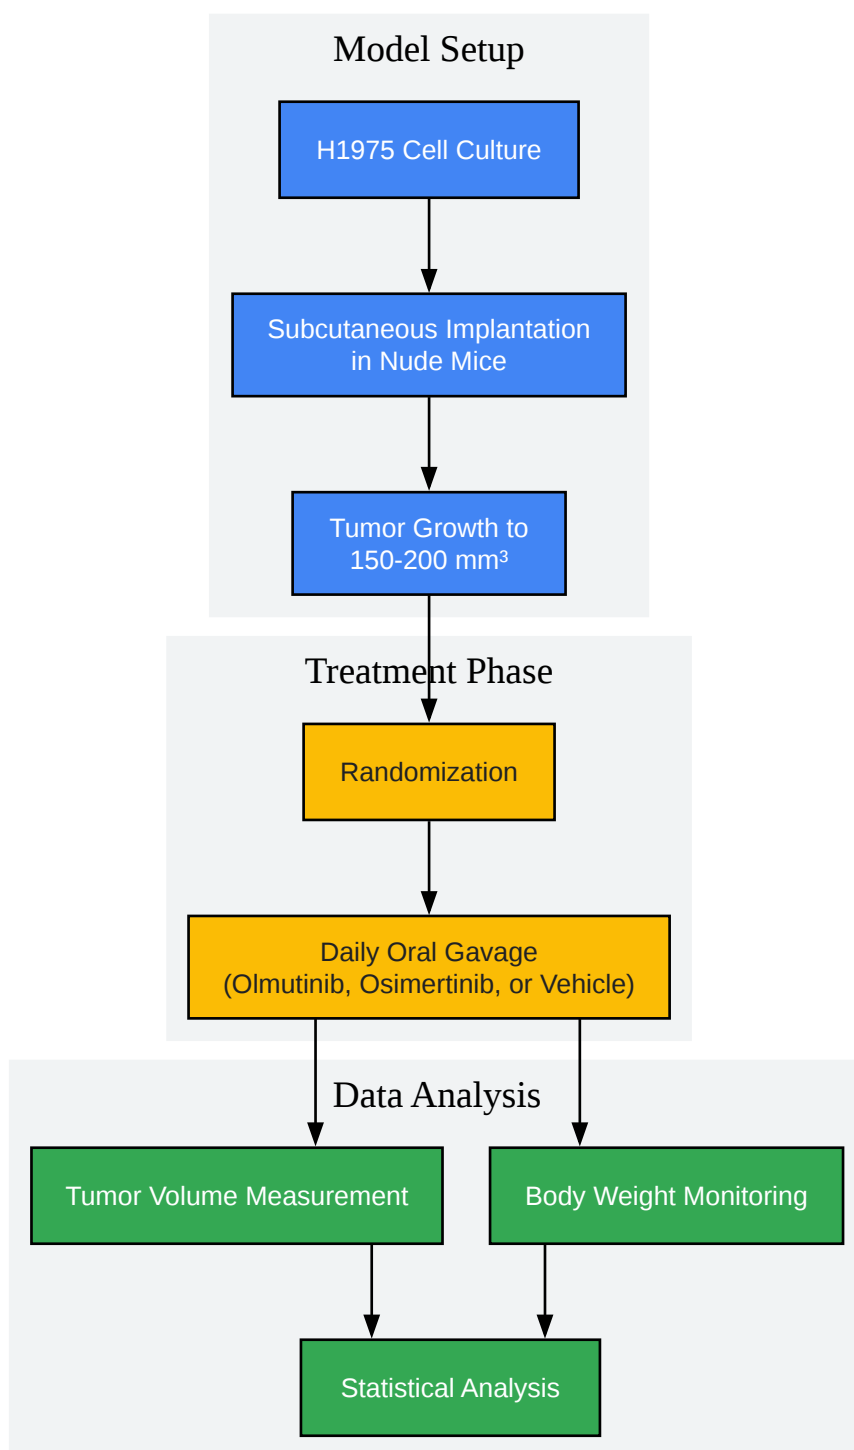 Model Setup
H1975 Cell Culture
Subcutaneous Implantation
in Nude Mice
Tumor Growth to
150-200 mm³
Treatment Phase
Randomization
Daily Oral Gavage
(Olmutinib, Osimertinib, or Vehicle)
Data Analysis
Tumor Volume Measurement
Body Weight Monitoring
Statistical Analysis